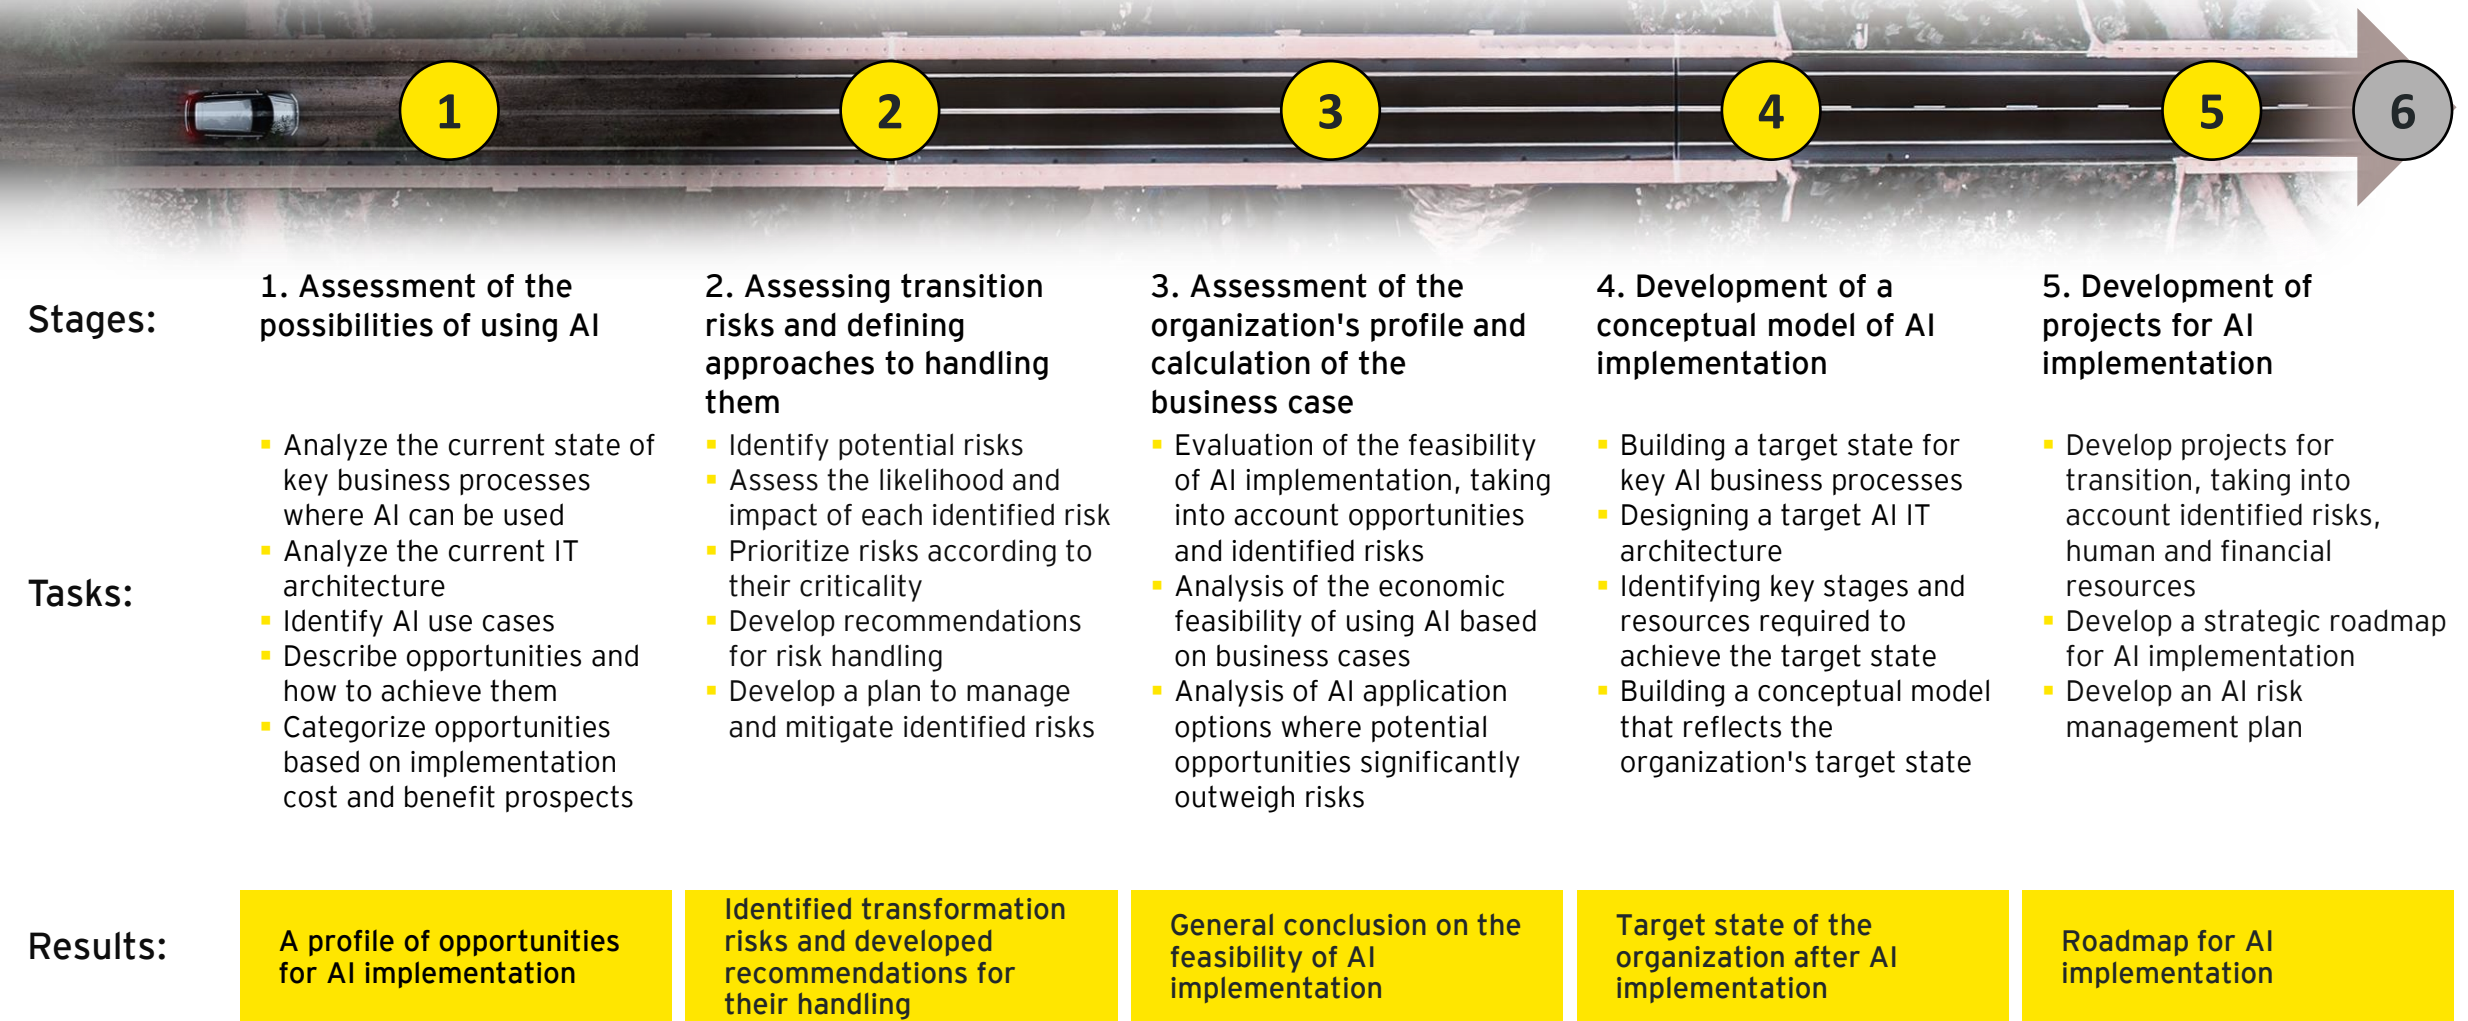 1
2
3
4
5
6
Stages:
1. Assessment of the
possibilities of using AI
2. Assessing transition
risks and defining
approaches to handling
them
3. Assessment of the
organization's profile and
calculation of the
business case
4. Development of a
conceptual model of AI
implementation
5. Development of
projects for AI
implementation
Tasks:
▪ Analyze the current state of
key business processes
where AI can be used
▪ Analyze the current IT
architecture
▪ Identify AI use cases
▪ Describe opportunities and
how to achieve them
▪ Categorize opportunities
based on implementation
cost and benefit prospects
▪ Identify potential risks
▪ Assess the likelihood and
impact of each identified risk
▪ Prioritize risks according to
their criticality
▪ Develop recommendations
for risk handling
▪ Develop a plan to manage
and mitigate identified risks
▪ Evaluation of the feasibility
of AI implementation, taking
into account opportunities
and identified risks
▪ Analysis of the economic
feasibility of using AI based
on business cases
▪ Analysis of AI application
options where potential
opportunities significantly
outweigh risks
▪ Building a target state for
key AI business processes
▪ Designing a target AI IT
architecture
▪ Identifying key stages and
resources required to
achieve the target state
▪ Building a conceptual model
that reflects the
organization's target state
▪ Develop projects for
transition, taking into
account identified risks,
human and financial
resources
▪ Develop a strategic roadmap
for AI implementation
▪ Develop an AI risk
management plan
Results:
A profile of opportunities
for AI implementation
Identified transformation
risks and developed
recommendations for
their handling
General conclusion on the
feasibility of AI
implementation
Target state of the
organization after AI
implementation
Roadmap for AI
implementation